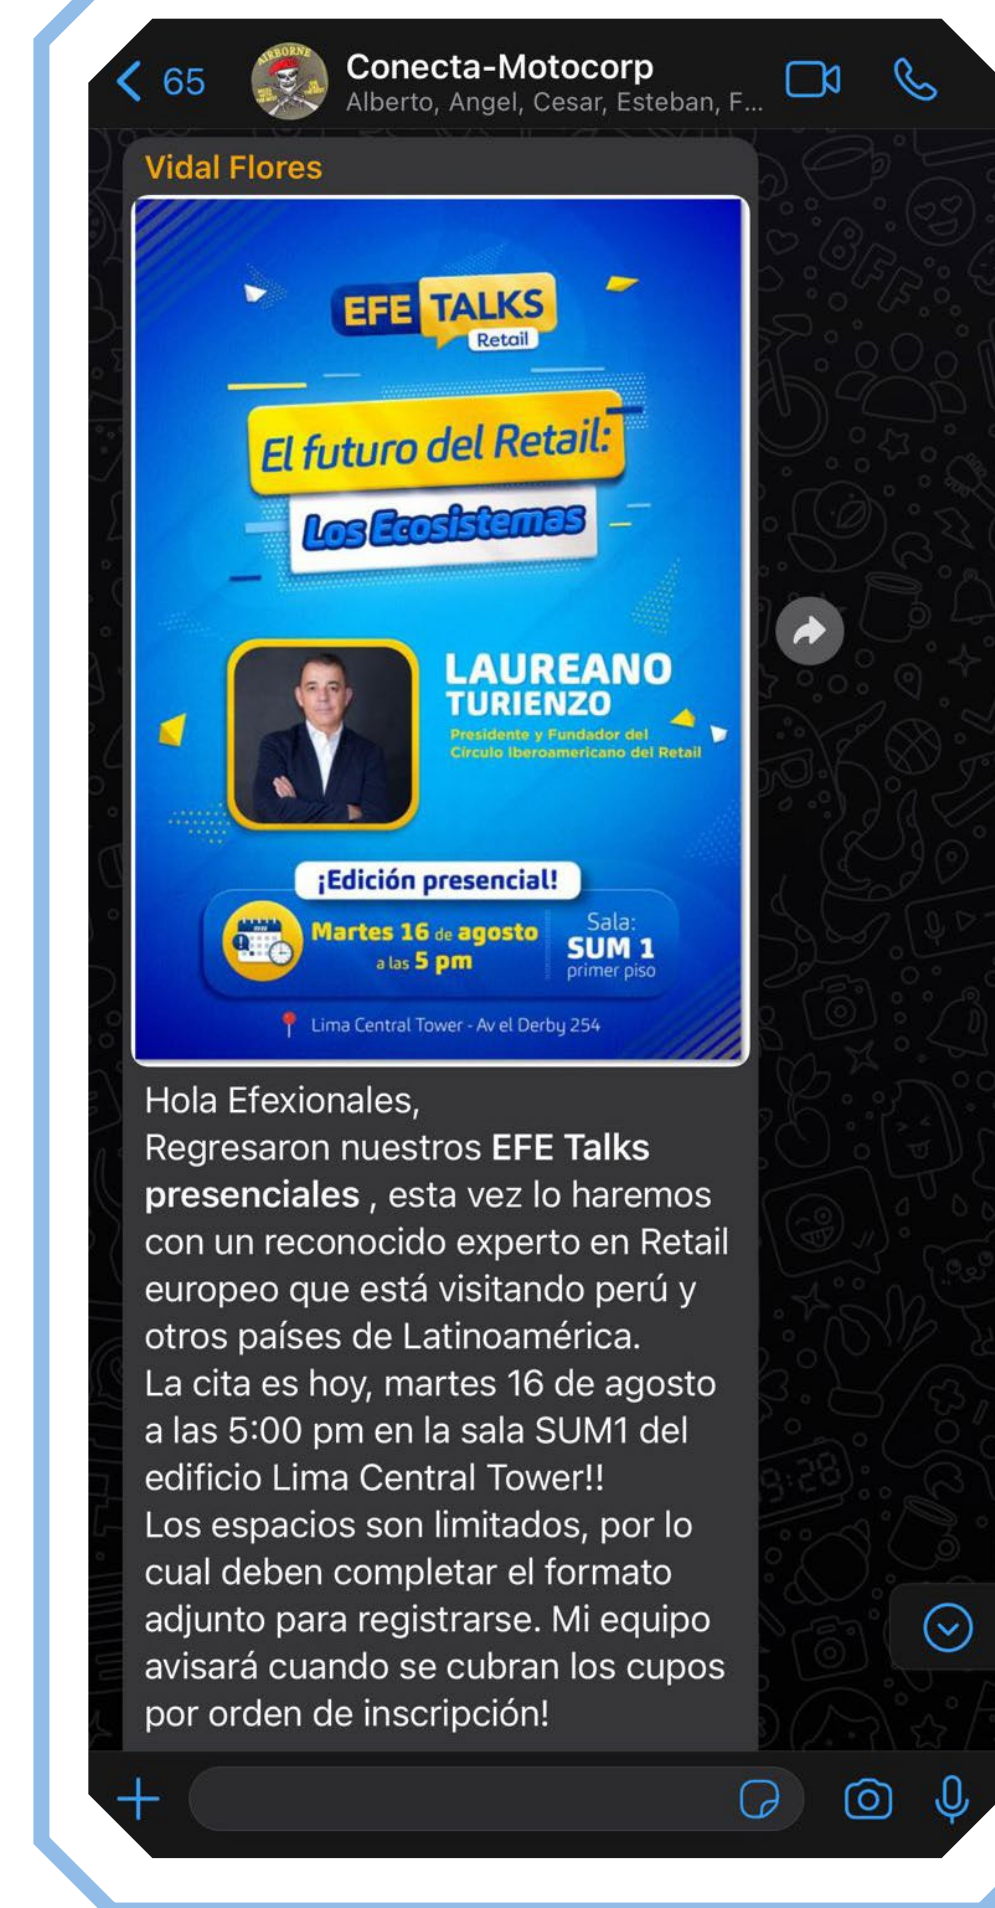 65
Conecta-Motocorp
Alberto, Angel, Cesar, Esteban, F...
Vidal Flores
EFE TALKS
Retail
El futuro del Retail:
Los Ecosistemas
LAUREANO
TURIENZO
Presidente y Fundador del
Círculo Iberoamericano del Retail
¡Edición presencial!
Martes 16 de agosto
a las 5 pm
Sala:
SUM 1
primer piso
Lima Central Tower - Av el Derby 254
Hola Efexionales,
Regresaron nuestros EFE Talks
presenciales , esta vez lo haremos
con un reconocido experto en Retail
europeo que está visitando perú y
otros países de Latinoamérica.
La cita es hoy, martes 16 de agosto
a las 5:00 pm en la sala SUM1 del
edificio Lima Central Tower!!
Los espacios son limitados, por lo
cual deben completar el formato
adjunto para registrarse. Mi equipo
avisará cuando se cubran los cupos
por orden de inscripción!